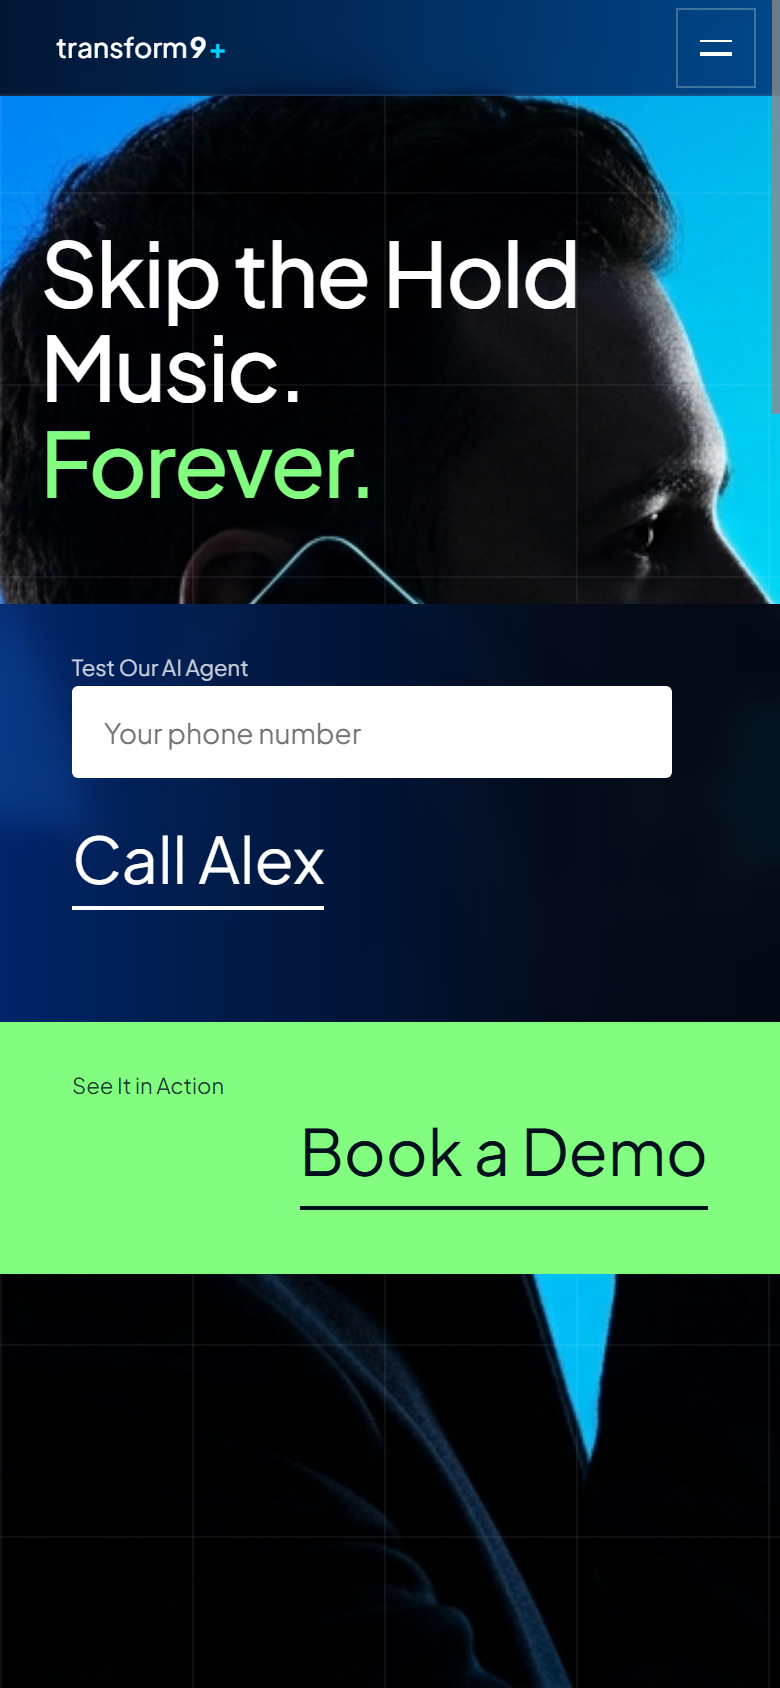 transform9+
Skip the Hold
Music.
Forever.
Test Our AI Agent
Your phone number
Call Alex
See It in Action
Book a Demo